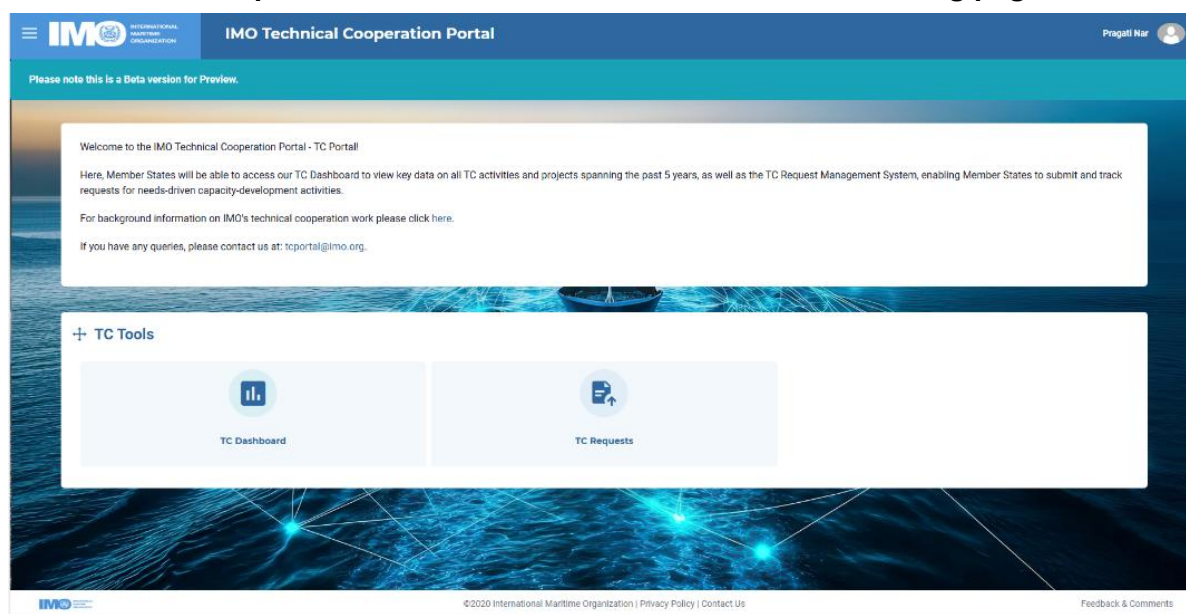 IMO INTERNATIONAL
MARITIME
ORGANIZATION
IMO Technical Cooperation Portal
Pragati Nar
Please note this is a Beta version for Preview.
Welcome to the IMO Technical Cooperation Portal - TC Portal!
Here, Member States will be able to access our TC Dashboard to view key data on all TC activities and projects spanning the past 5 years, as well as the TC Request Management System, enabling Member States to submit and track
requests for needs-driven capacity-development activities.
For background information on IMO's technical cooperation work please click here.
If you have any queries, please contact us at: tcportal@imo.org.
TC Tools
TC Dashboard
TC Requests
IMO
©2020 International Maritime Organization | Privacy Policy | Contact Us
Feedback & Comments